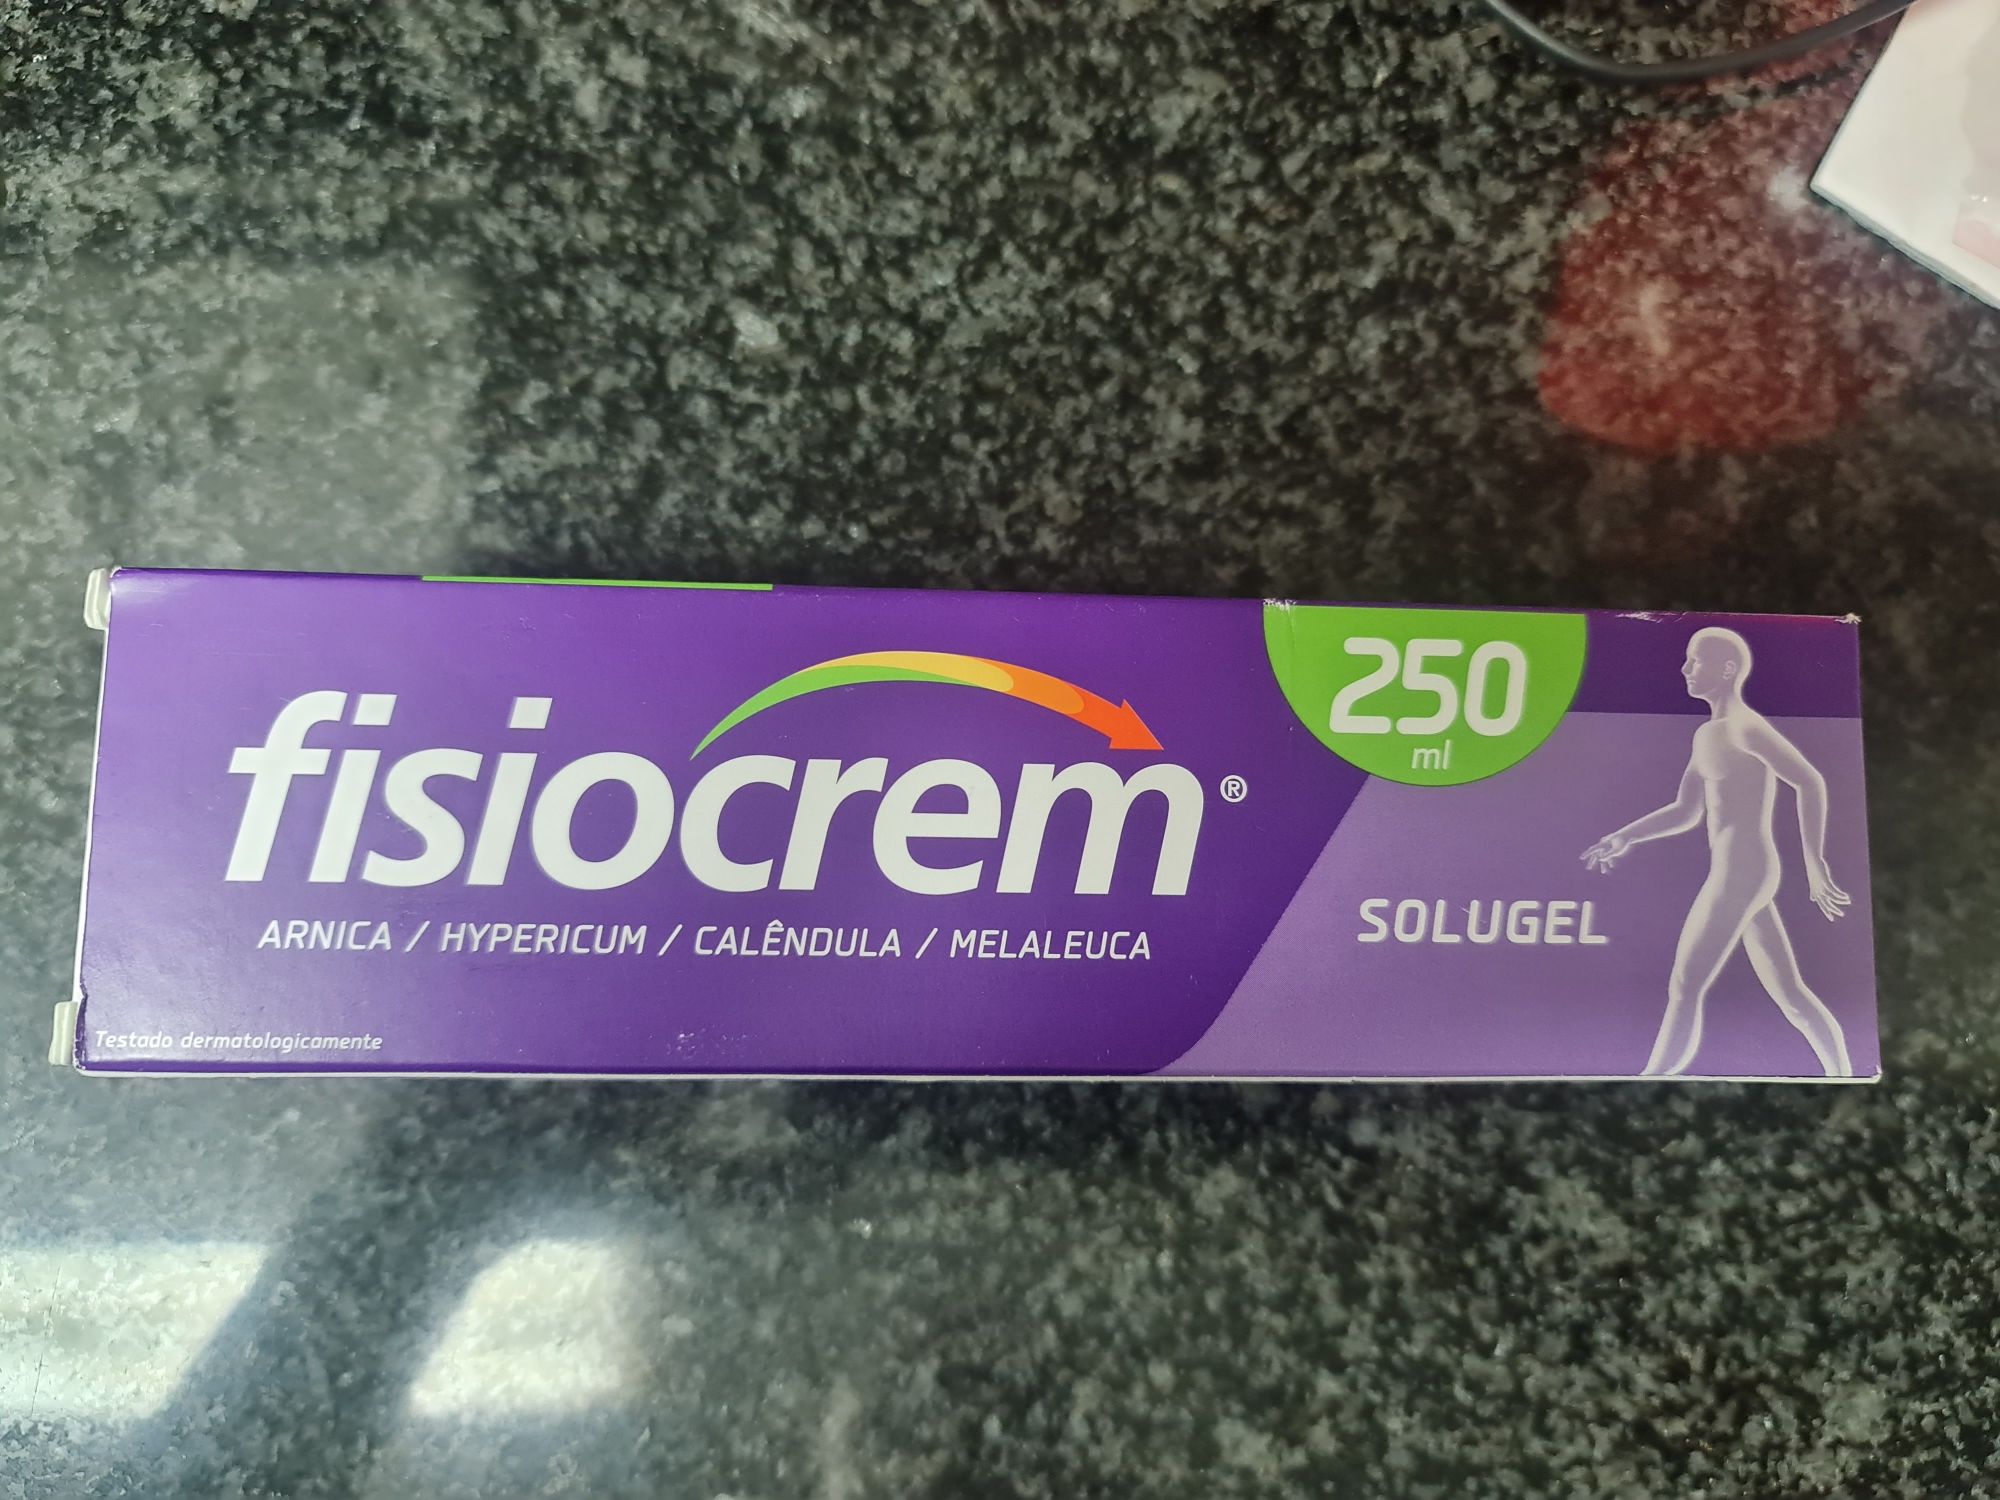 fisiocrem®
ARNICA / HYPERICUM / CALÊNDULA / MELALEUCA
Testado dermatologicamente
250
ml
SOLUGEL